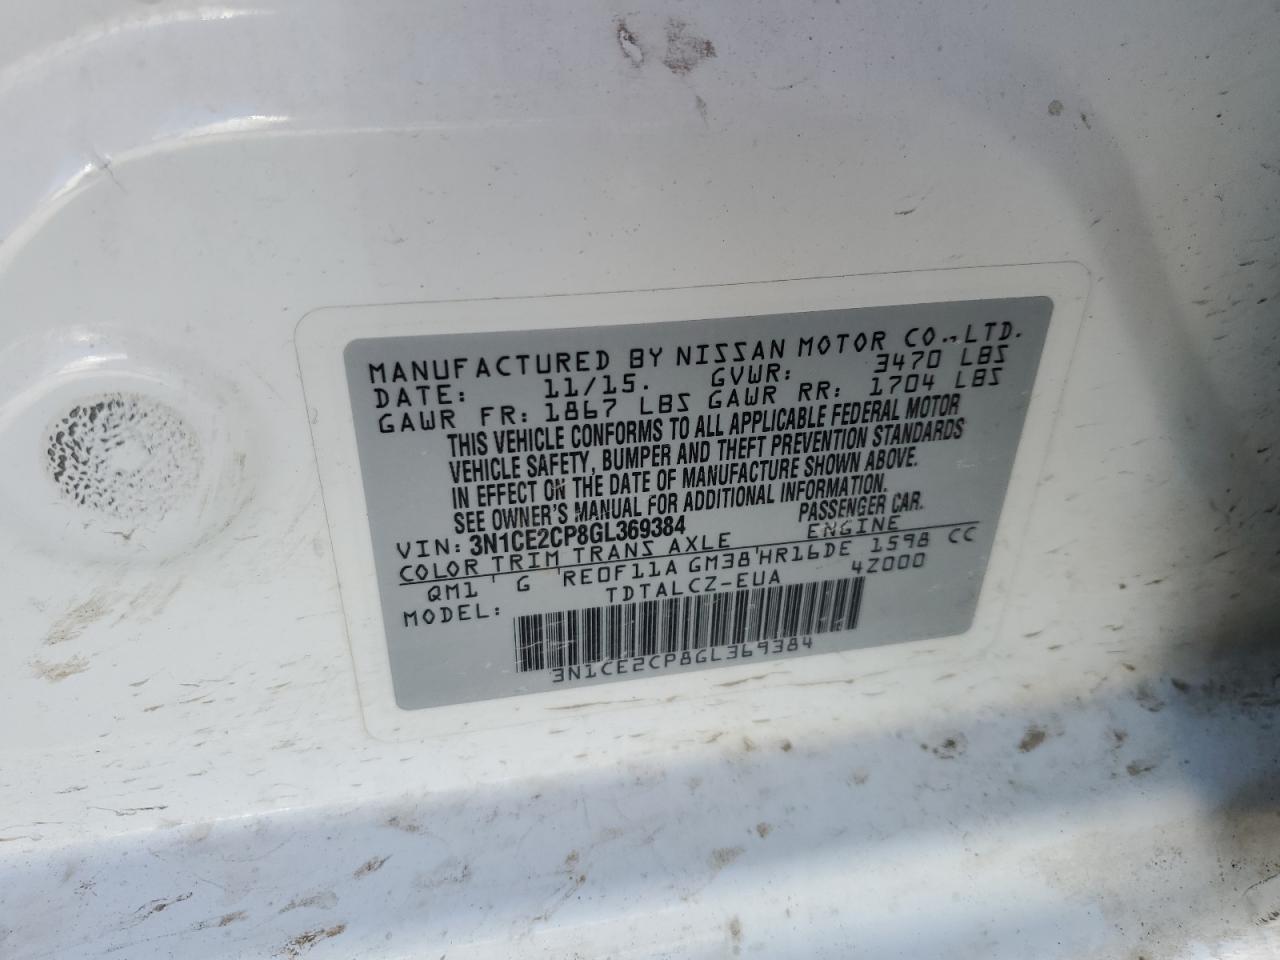 MANUFACTURED BY NISSAN MOTOR CO., LTD.
DATE: 11/15. GVWR: 3470 LBS
GAWR FR: 1867 LBS GAWR RR: 1704 LBS
THIS VEHICLE CONFORMS TO ALL APPLICABLE FEDERAL MOTOR
VEHICLE SAFETY, BUMPER AND THEFT PREVENTION STANDARDS
IN EFFECT ON THE DATE OF MANUFACTURE SHOWN ABOVE.
SEE OWNER'S MANUAL FOR ADDITIONAL INFORMATION.
VIN: 3N1CE2CP8GL369384 PASSENGER CAR.
COLOR TRIM TRANS AXLE ENGINE
QM1 ' G 'RE0F11A GM38'HR16DE 1598 CC
MODEL: TDTALCZ-EUA 4Z000
3N1CE2CP8GL369384